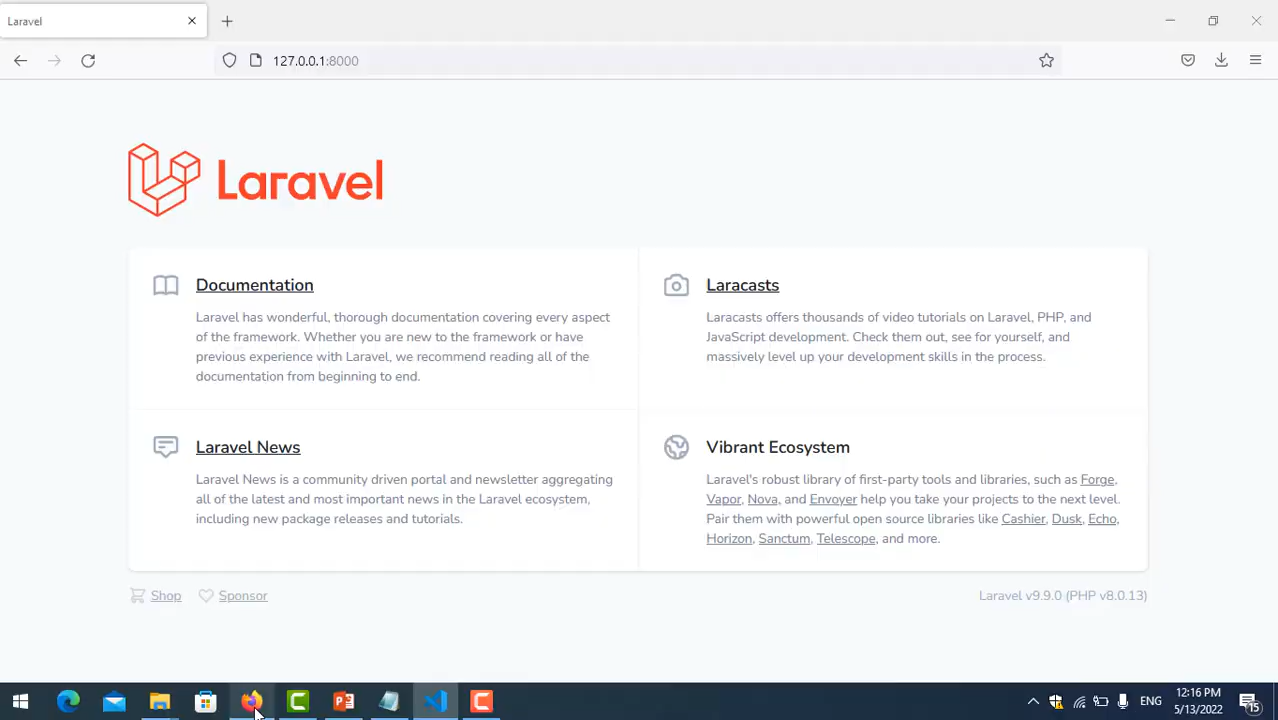 Laravel
127.0.0.1:8000
Laravel
Documentation
Laravel has wonderful, thorough documentation covering every aspect
of the framework. Whether you are new to the framework or have
previous experience with Laravel, we recommend reading all of the
documentation from beginning to end.
Laracasts
Laracasts offers thousands of video tutorials on Laravel, PHP, and
JavaScript development. Check them out, see for yourself, and
massively level up your development skills in the process.
Laravel News
Laravel News is a community driven portal and newsletter aggregating
all of the latest and most important news in the Laravel ecosystem,
including new package releases and tutorials.
Vibrant Ecosystem
Laravel's robust library of first-party tools and libraries, such as Forge,
Vapor, Nova, and Envoyer help you take your projects to the next level.
Pair them with powerful open source libraries like Cashier, Dusk, Echo,
Horizon, Sanctum, Telescope, and more.
Shop
Sponsor
Laravel v9.9.0 (PHP v8.0.13)
ENG
12:16 PM
5/13/2022
15